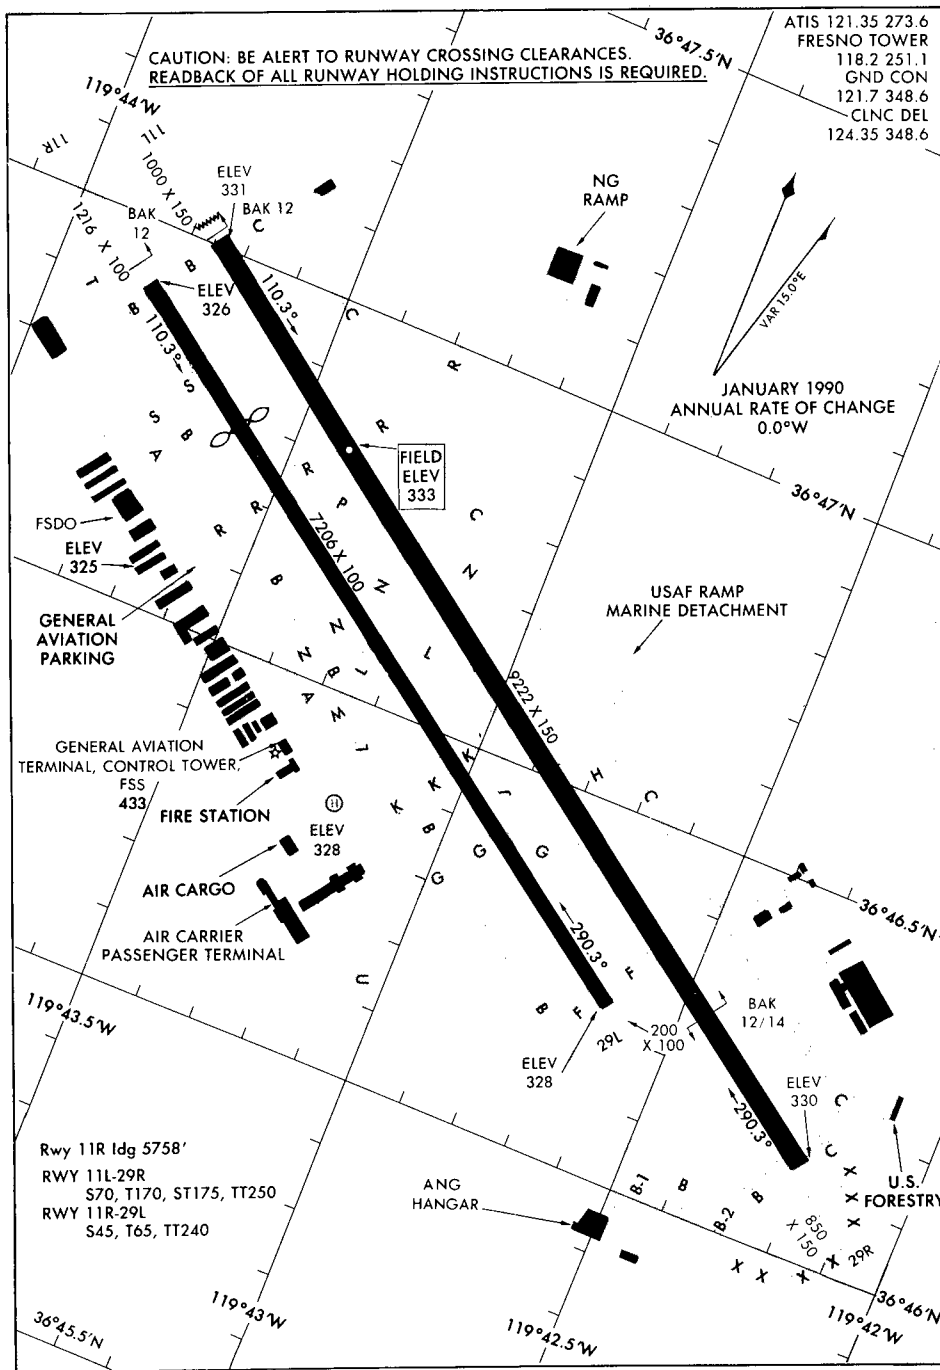 ATIS 121.35 273.6
FRESNO TOWER
118.2 251.1
GND CON
121.7 348.6
CLNC DEL
124.35 348.6
CAUTION: BE ALERT TO RUNWAY CROSSING CLEARANCES.
READBACK OF ALL RUNWAY HOLDING INSTRUCTIONS IS REQUIRED.
36°47.5'N
119°44'W
11R
11L
1000 X 150
1216 X 100
BAK
12
ELEV
331
BAK 12
C
NG
RAMP
VAR 15.0°E
JANUARY 1990
ANNUAL RATE OF CHANGE
0.0°W
T
B
B
ELEV
326
110.3°
110.3°
C
R
S
S
B
A
R
R
P
R
R
C
N
FIELD
ELEV
333
36°47'N
FSDO
ELEV
325
GENERAL
AVIATION
PARKING
7206 X 100
B
N
Z
Z
Z
B
J
A
W
L
L
9222 X 150
USAF RAMP
MARINE DETACHMENT
GENERAL AVIATION
TERMINAL, CONTROL TOWER,
FSS
433
FIRE STATION
H
ELEV
328
K
K
K
J
H
C
B
G
G
G
AIR CARGO
AIR CARRIER
PASSENGER TERMINAL
U
36°46.5'N
119°43.5'W
290.3°
F
F
B
29L
200
X 100
BAK
12/14
ELEV
328
ELEV
330
290.3°
C
C
U.S.
FORESTRY
Rwy 11R ldg 5758'
RWY 11L-29R
S70, T170, ST175, TT250
RWY 11R-29L
S45, T65, TT240
ANG
HANGAR
B-1
B
B
B-2
850
X 150
29R
X
X
X
X
X
X
X
36°46'N
119°42'W
119°42.5'W
119°43'W
36°45.5'N